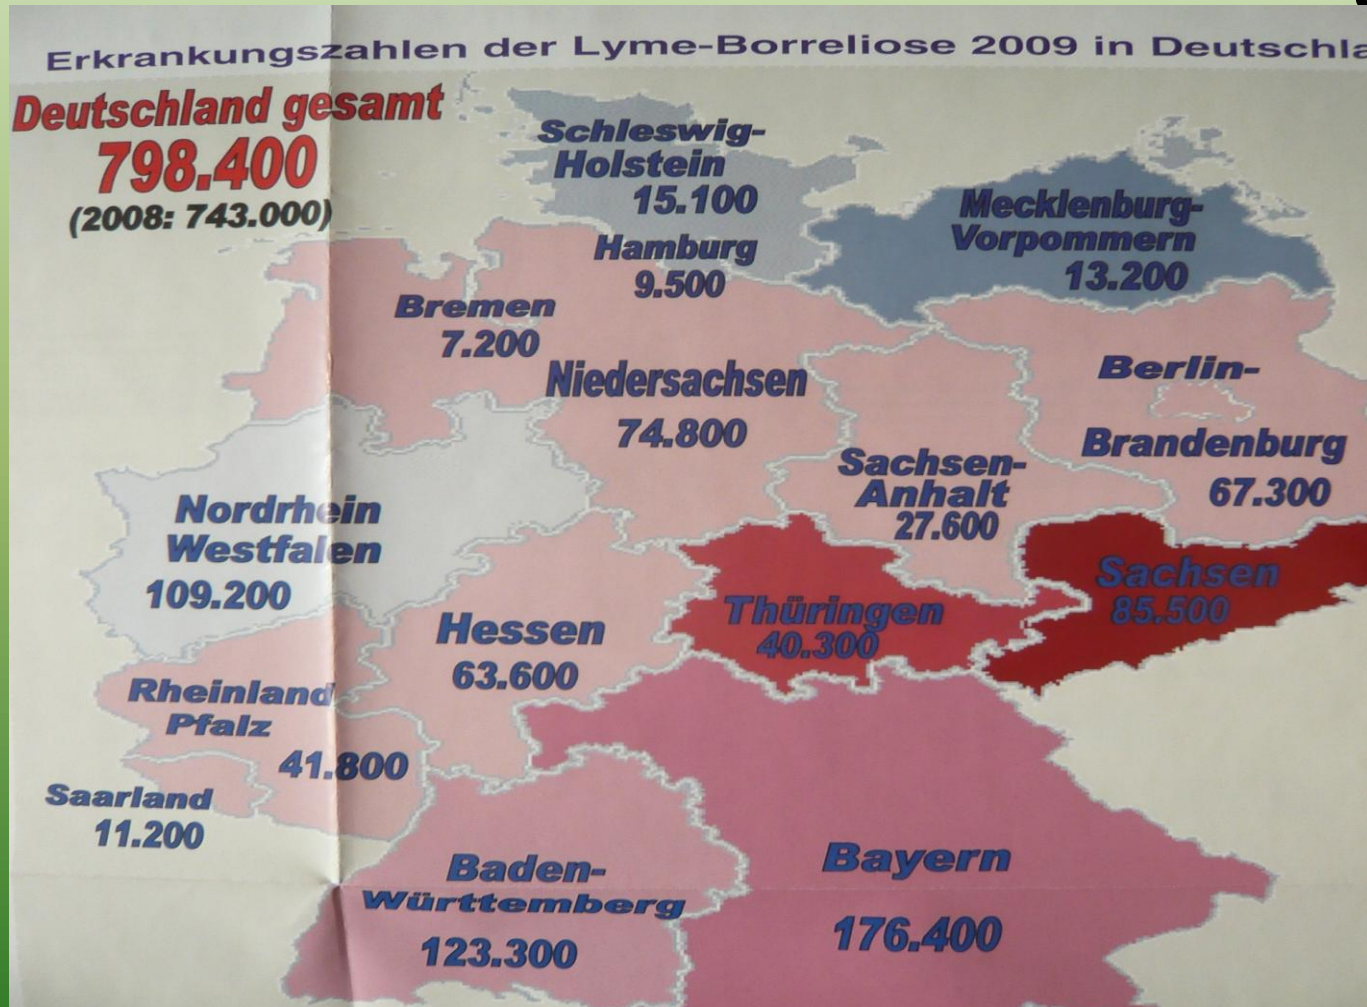 Erkrankungszahlen der Lyme-Borreliose 2009 in Deutschla
Deutschland gesamt
798.400
(2008: 743.000)
Schleswig-
Holstein
15.100
Mecklenburg-
Vorpommern
13.200
Hamburg
9.500
Bremen
7.200
Niedersachsen
74.800
Berlin-
Brandenburg
67.300
Sachsen-
Anhalt
27.600
Nordrhein
Westfalen
109.200
Sachsen
85.500
Thüringen
40.300
Hessen
63.600
Rheinland
Pfalz
41.800
Saarland
11.200
Baden-
Württemberg
123.300
Bayern
176.400